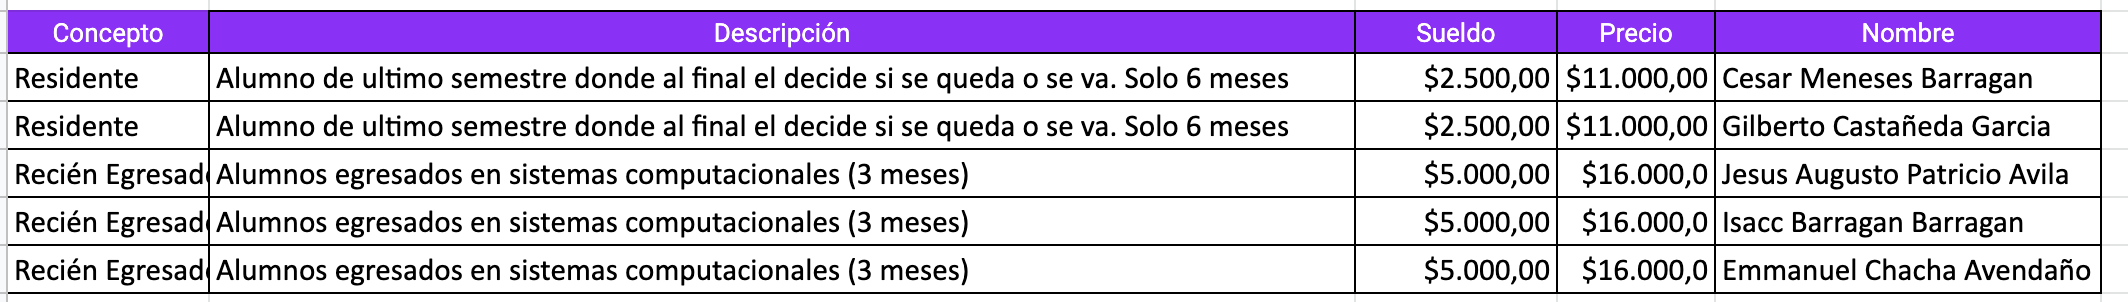 Concepto Descripción Sueldo Precio Nombre
Residente Alumno de ultimo semestre donde al final el decide si se queda o se va. Solo 6 meses $2.500,00 $11.000,00 Cesar Meneses Barragan
Residente Alumno de ultimo semestre donde al final el decide si se queda o se va. Solo 6 meses $2.500,00 $11.000,00 Gilberto Castañeda Garcia
Recién Egresad Alumnos egresados en sistemas computacionales (3 meses) $5.000,00 $16.000,0 Jesus Augusto Patricio Avila
Recién Egresad Alumnos egresados en sistemas computacionales (3 meses) $5.000,00 $16.000,0 Isacc Barragan Barragan
Recién Egresad Alumnos egresados en sistemas computacionales (3 meses) $5.000,00 $16.000,0 Emmanuel Chacha Avendaño